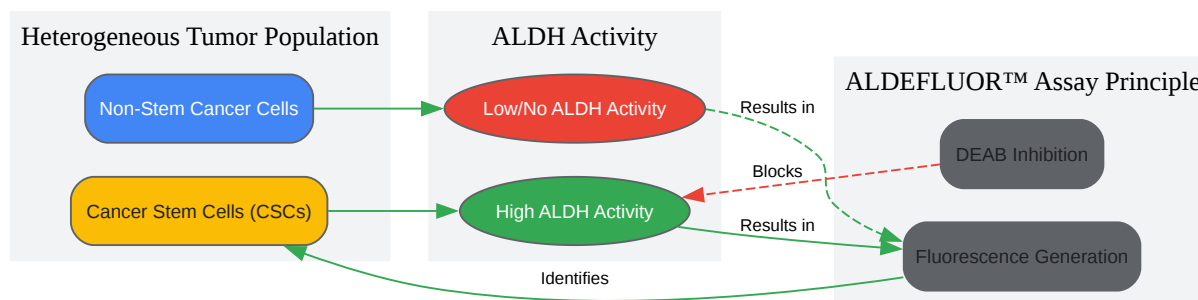 Heterogeneous Tumor Population
ALDH Activity
ALDEFLUOR™ Assay Principle
Non-Stem Cancer Cells
Low/No ALDH Activity
Results in
DEAB Inhibition
Blocks
Cancer Stem Cells (CSCs)
High ALDH Activity
Results in
Fluorescence Generation
Identifies